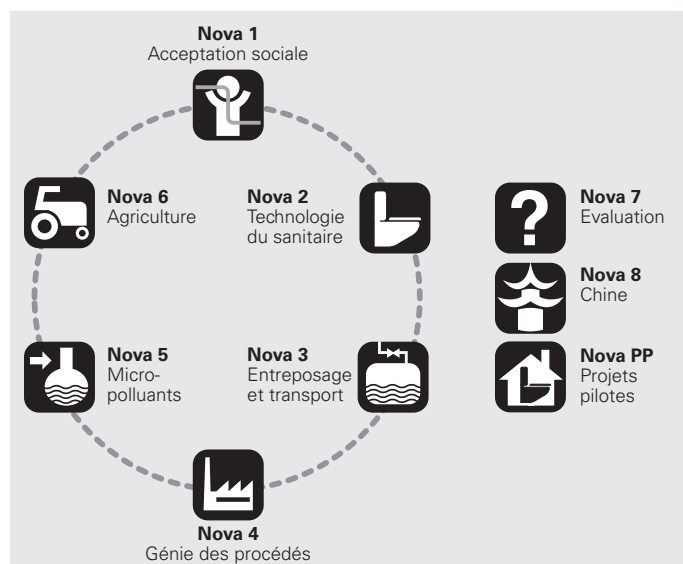 Nova 1
Acceptation sociale
Nova 6
Agriculture
Nova 2
Technologie
du sanitaire
Nova 7
Evaluation
Nova 8
Chine
Nova 5
Micro-
polluants
Nova 3
Entreposage
et transport
Nova PP
Projets
pilotes
Nova 4
Génie des procédés
?